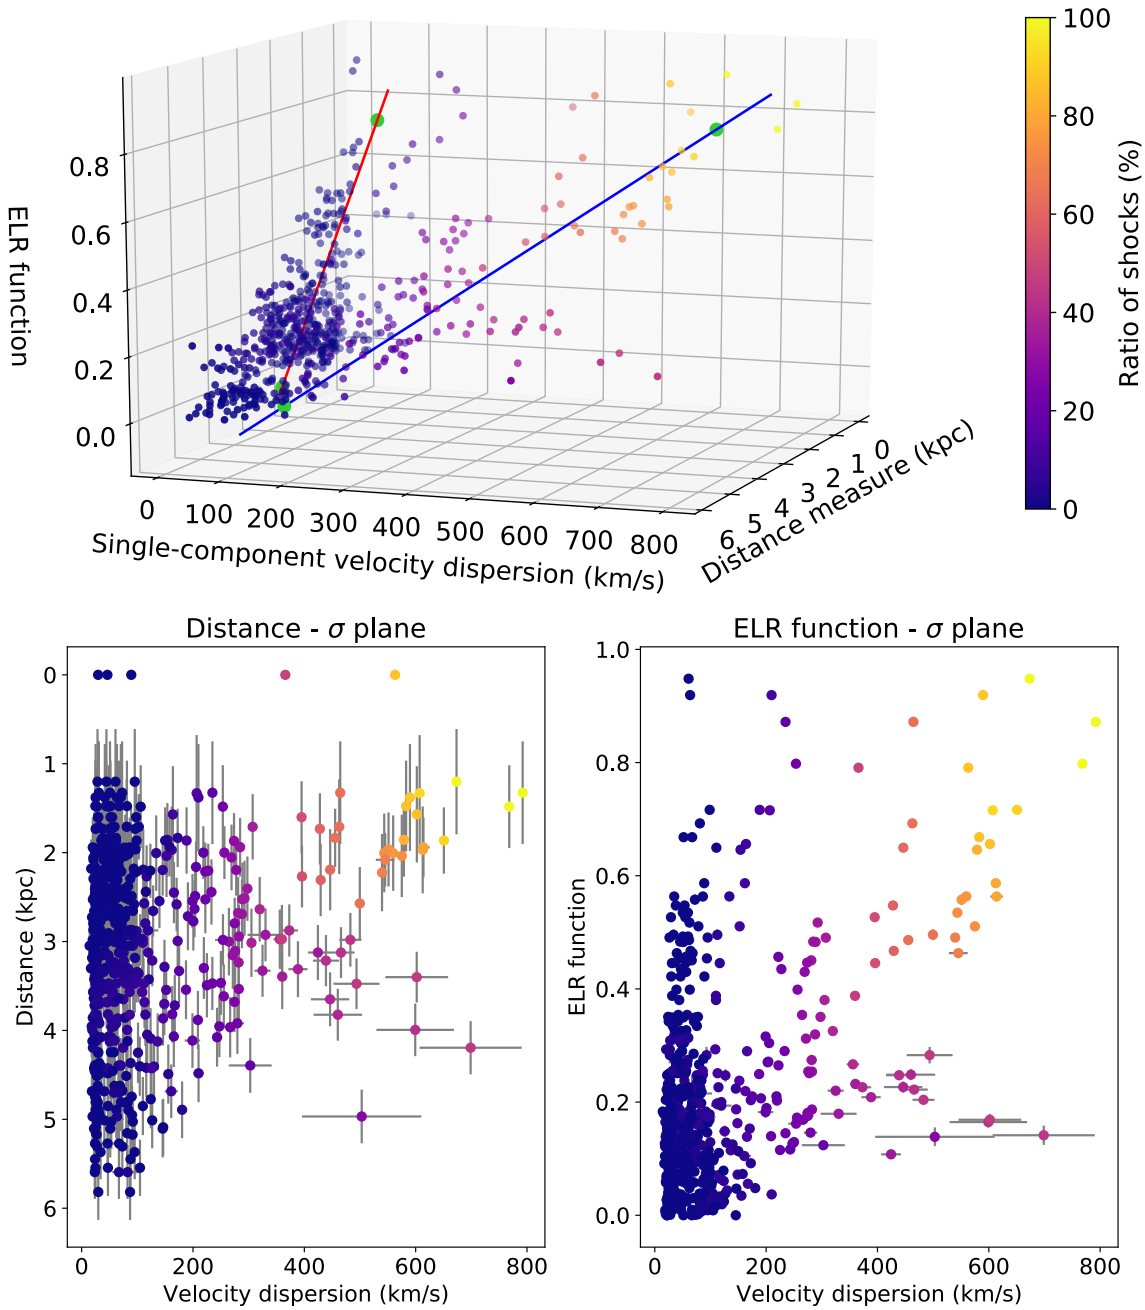 100
80
60
40
20
0
Ratio of shocks (%)
0.8
0.6
0.4
0.2
0.0
ELR function
0 100 200 300 400 500 600 700 800
Single-component velocity dispersion (km/s)
6 5 4 3 2 1 0
Distance measure (kpc)
Distance - σ plane
0
1
2
3
4
5
6
Distance (kpc)
0 200 400 600 800
Velocity dispersion (km/s)
ELR function - σ plane
1.0
0.8
0.6
0.4
0.2
0.0
ELR function
0 200 400 600 800
Velocity dispersion (km/s)